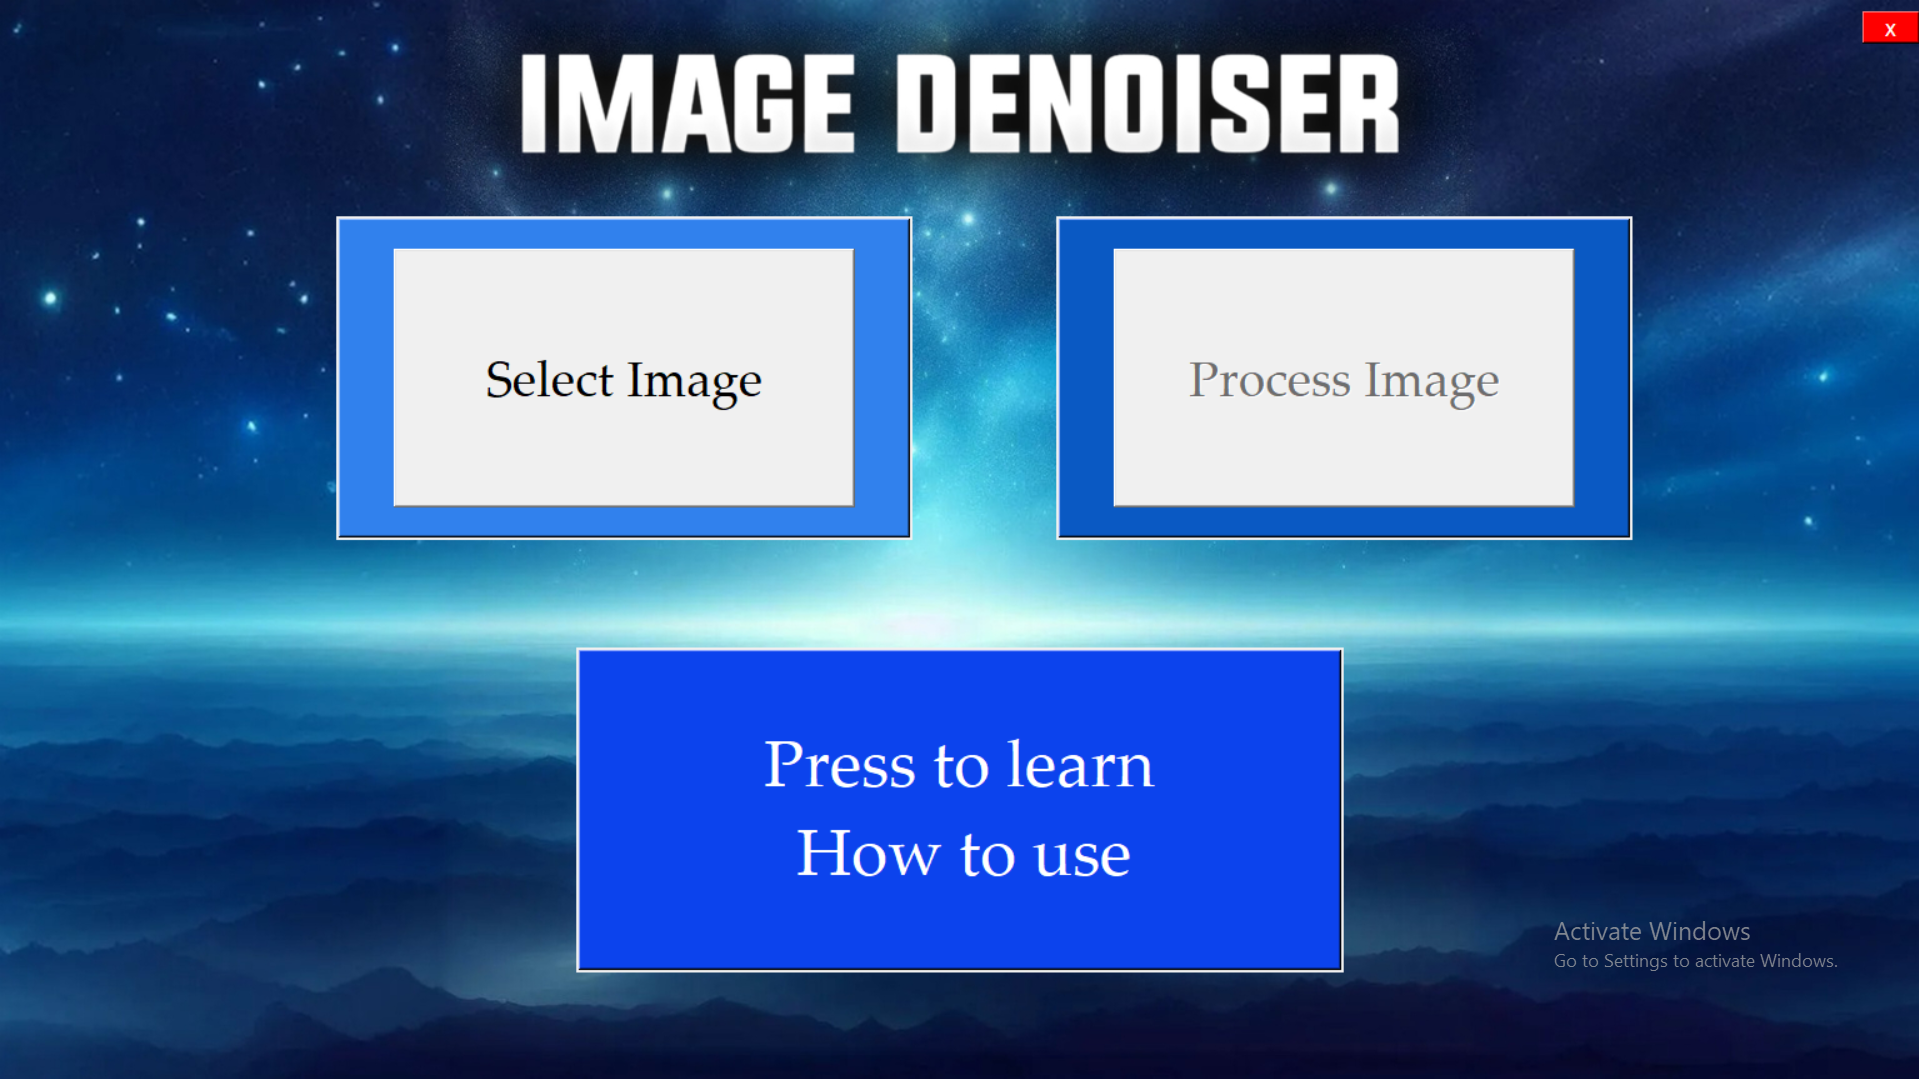 X
IMAGE DENOISER
Select Image
Process Image
Press to learn
How to use
Activate Windows
Go to Settings to activate Windows.